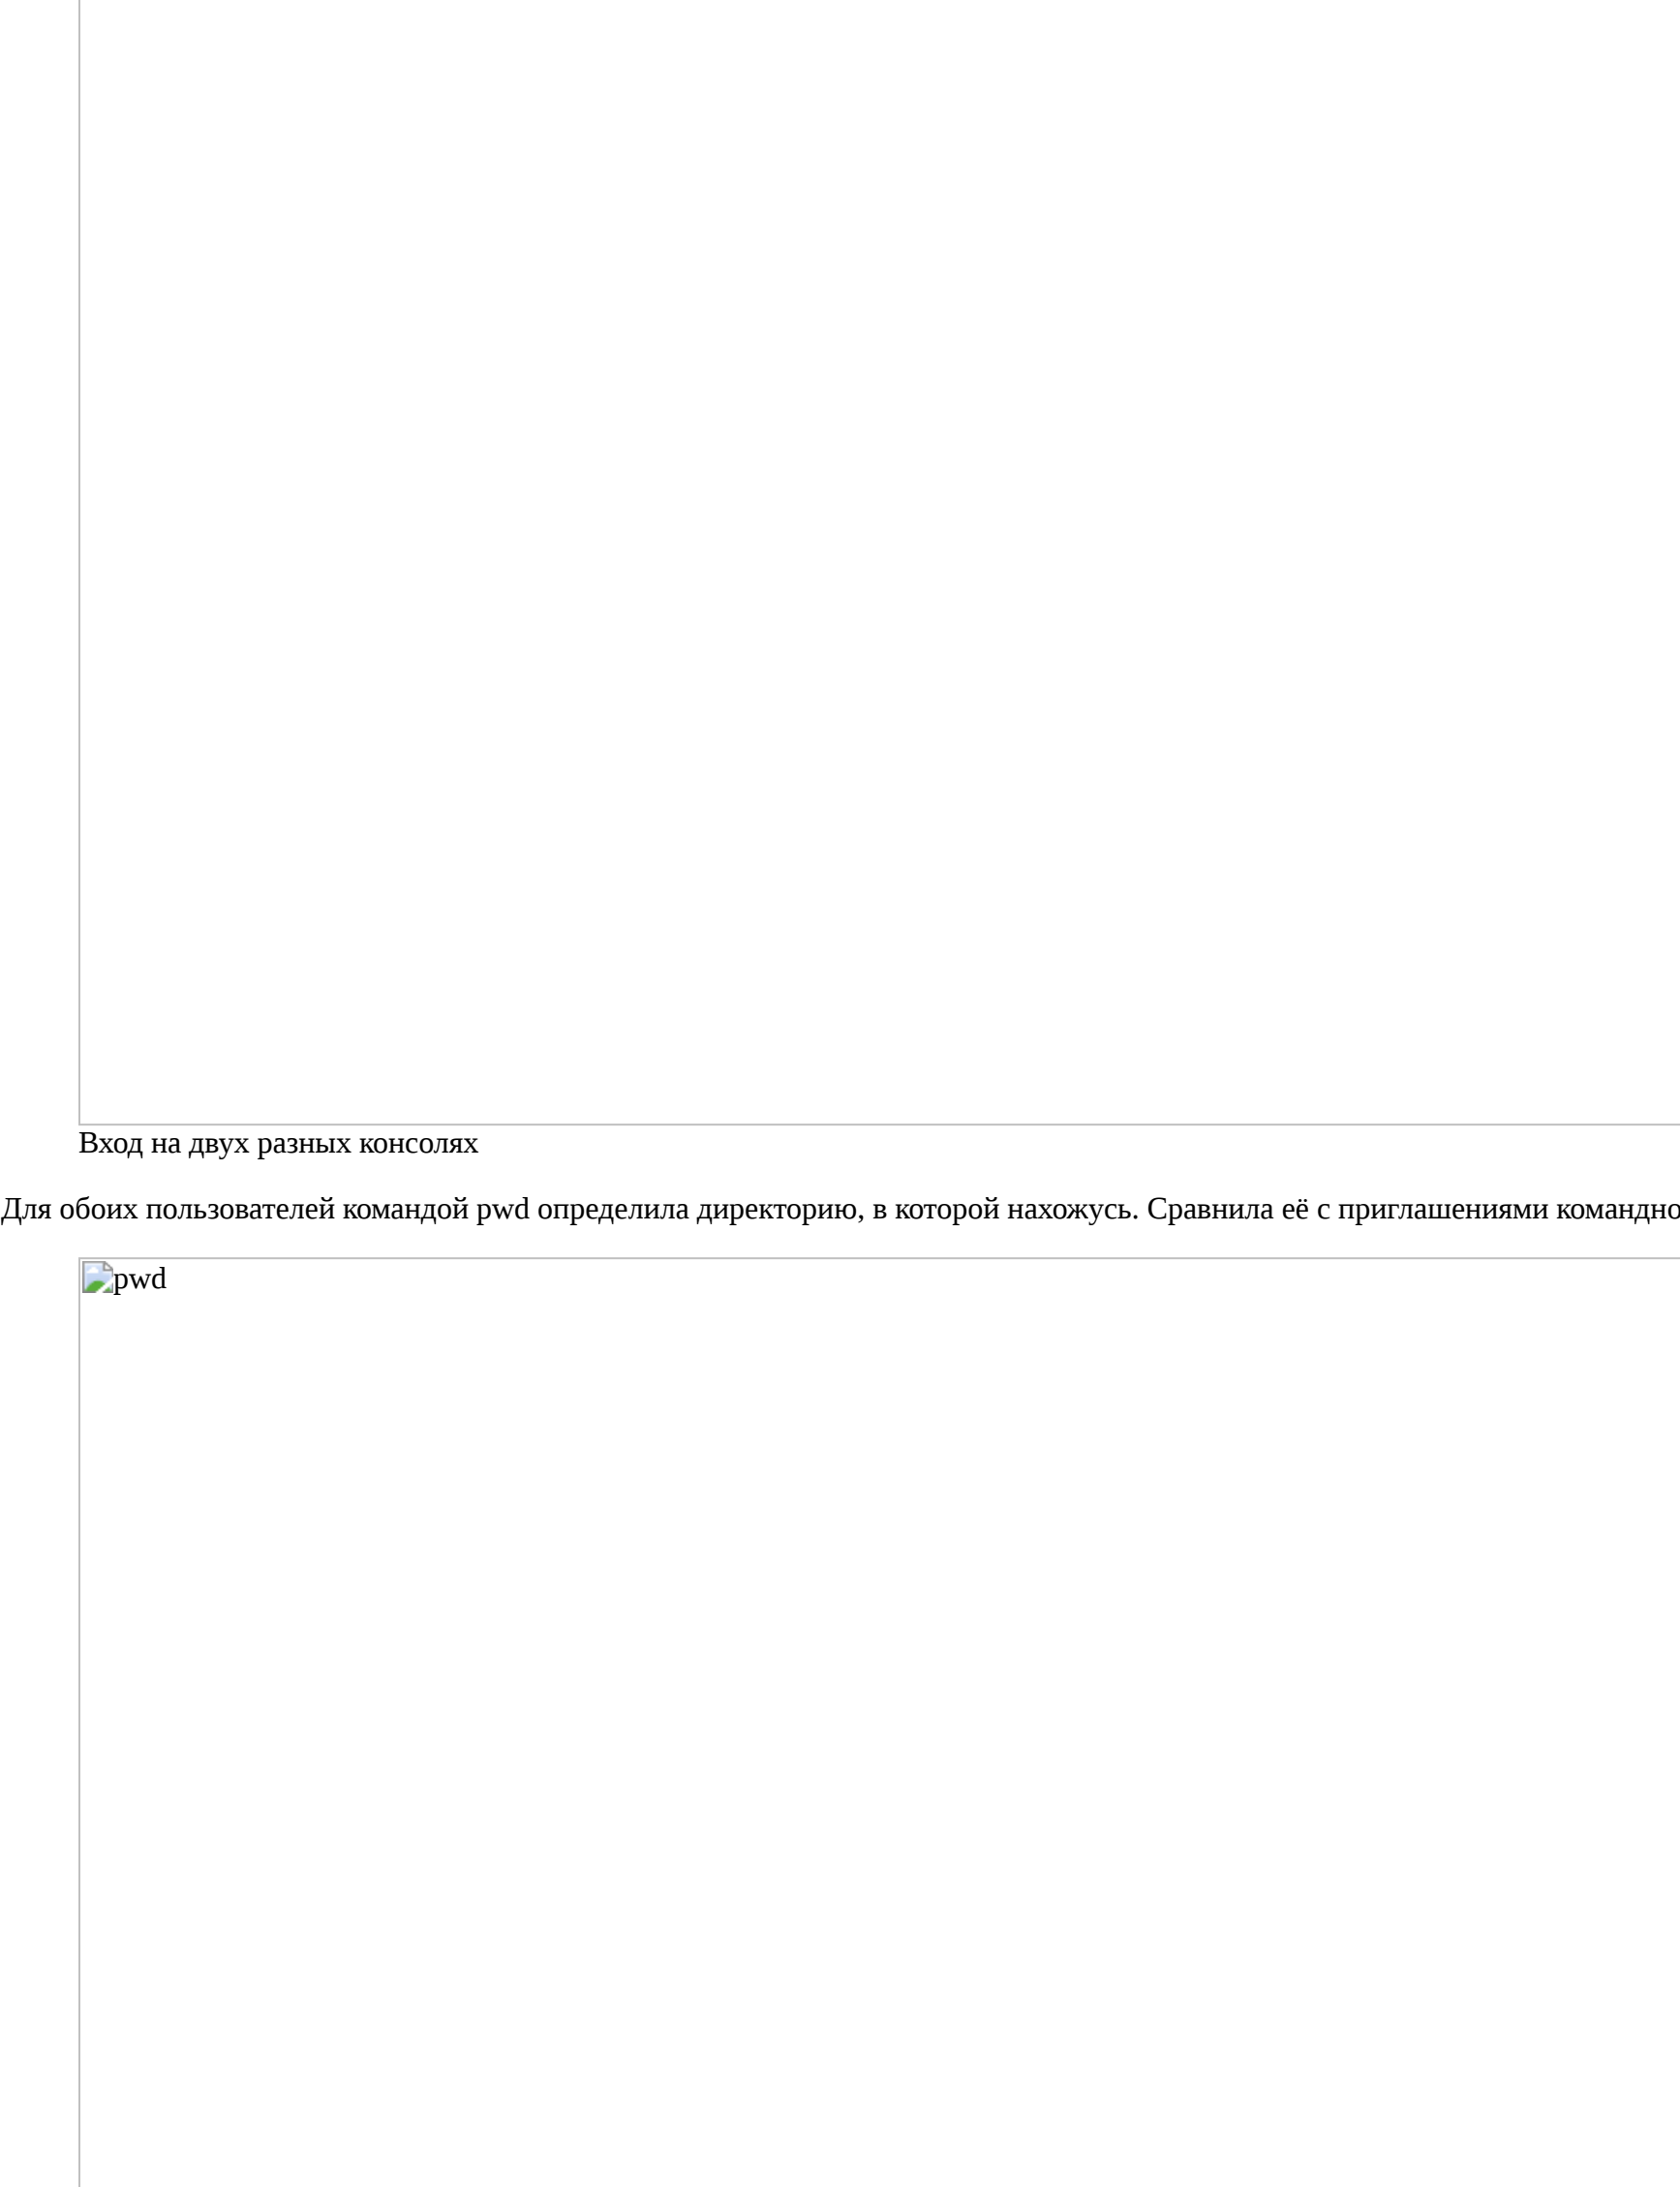 Вход на двух разных консолях
Для обоих пользователей командой pwd определила директорию, в которой нахожусь. Сравнила её с приглашениями командно
pwd